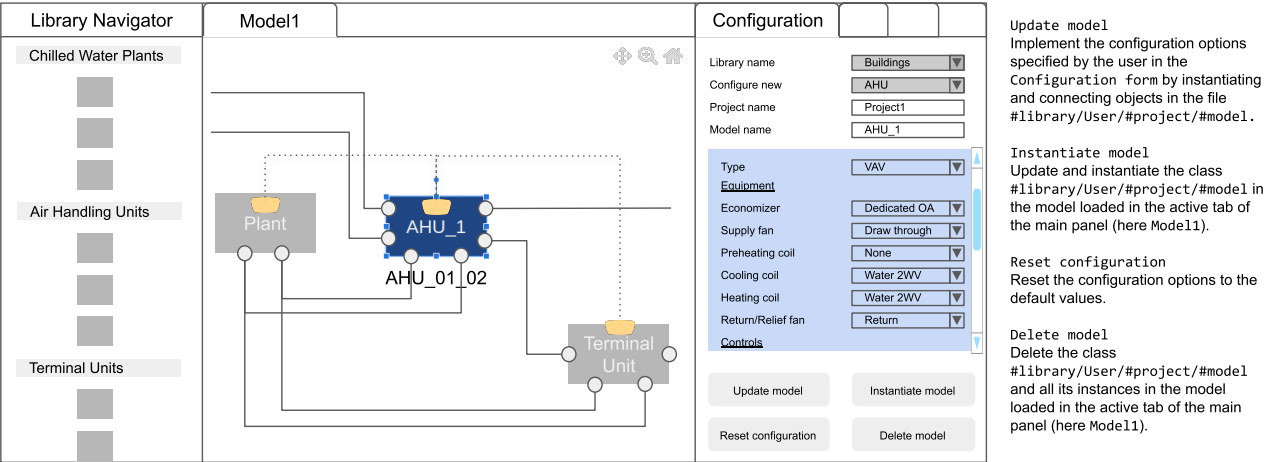 Library Navigator
Chilled Water Plants
Air Handling Units
Terminal Units
Model1
Plant
AHU_1
AHU_01_02
Terminal
Unit
Configuration
Library name Buildings
Configure new AHU
Project name Project1
Model name AHU_1
Type VAV
Equipment
Economizer Dedicated OA
Supply fan Draw through
Preheating coil None
Cooling coil Water 2WV
Heating coil Water 2WV
Return/Relief fan Return
Controls
Update model Instantiate model
Reset configuration Delete model
Update model
Implement the configuration options
specified by the user in the
Configuration form by instantiating
and connecting objects in the file
#library/User/#project/#model.
Instantiate model
Update and instantiate the class
#library/User/#project/#model in
the model loaded in the active tab of
the main panel (here Model1).
Reset configuration
Reset the configuration options to the
default values.
Delete model
Delete the class
#library/User/#project/#model
and all its instances in the model
loaded in the active tab of the main
panel (here Model1).